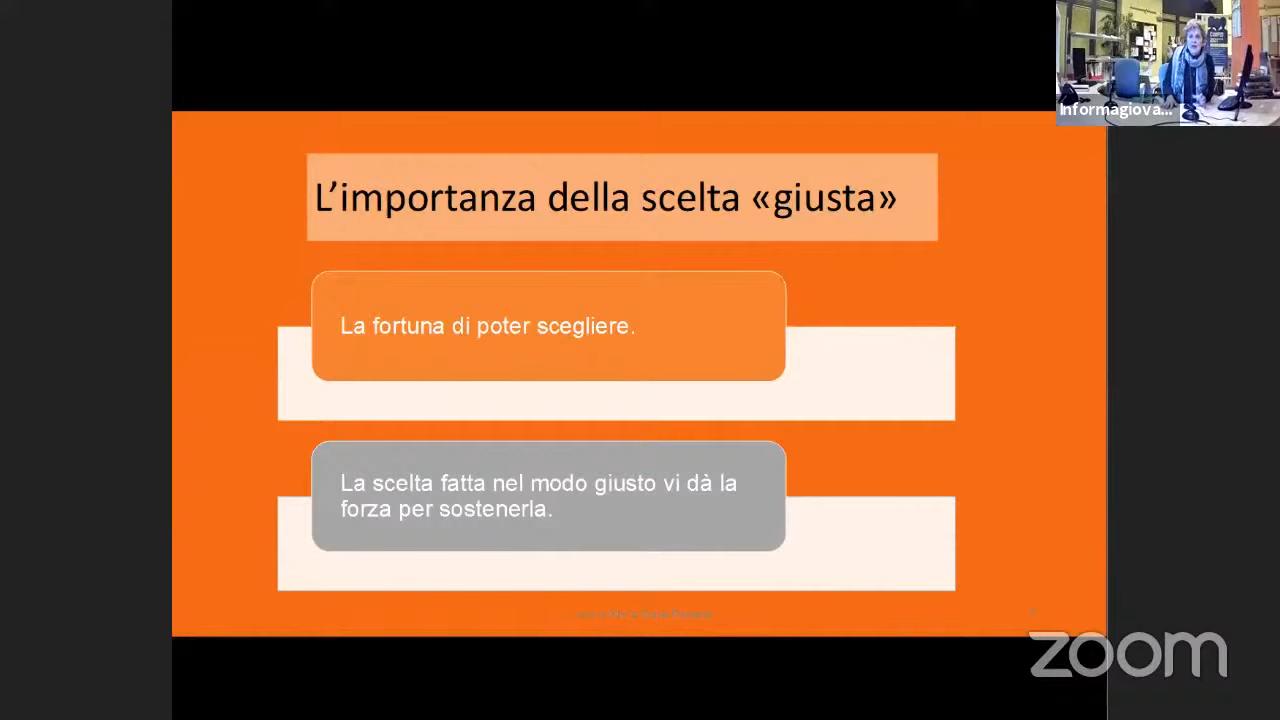 Informagiova...
L'importanza della scelta «giusta»
La fortuna di poter scegliere.
La scelta fatta nel modo giusto vi dà la
forza per sostenerla.
zoom